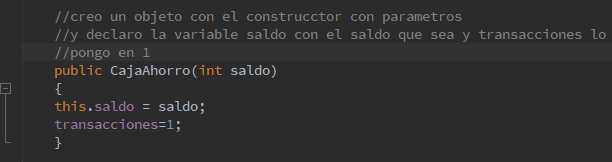 //creo un objeto con el construcctor con parametros
//y declaro la variable saldo con el saldo que sea y transacciones lo
//pongo en 1
public CajaAhorro(int saldo)
{
this.saldo = saldo;
transacciones=1;
}